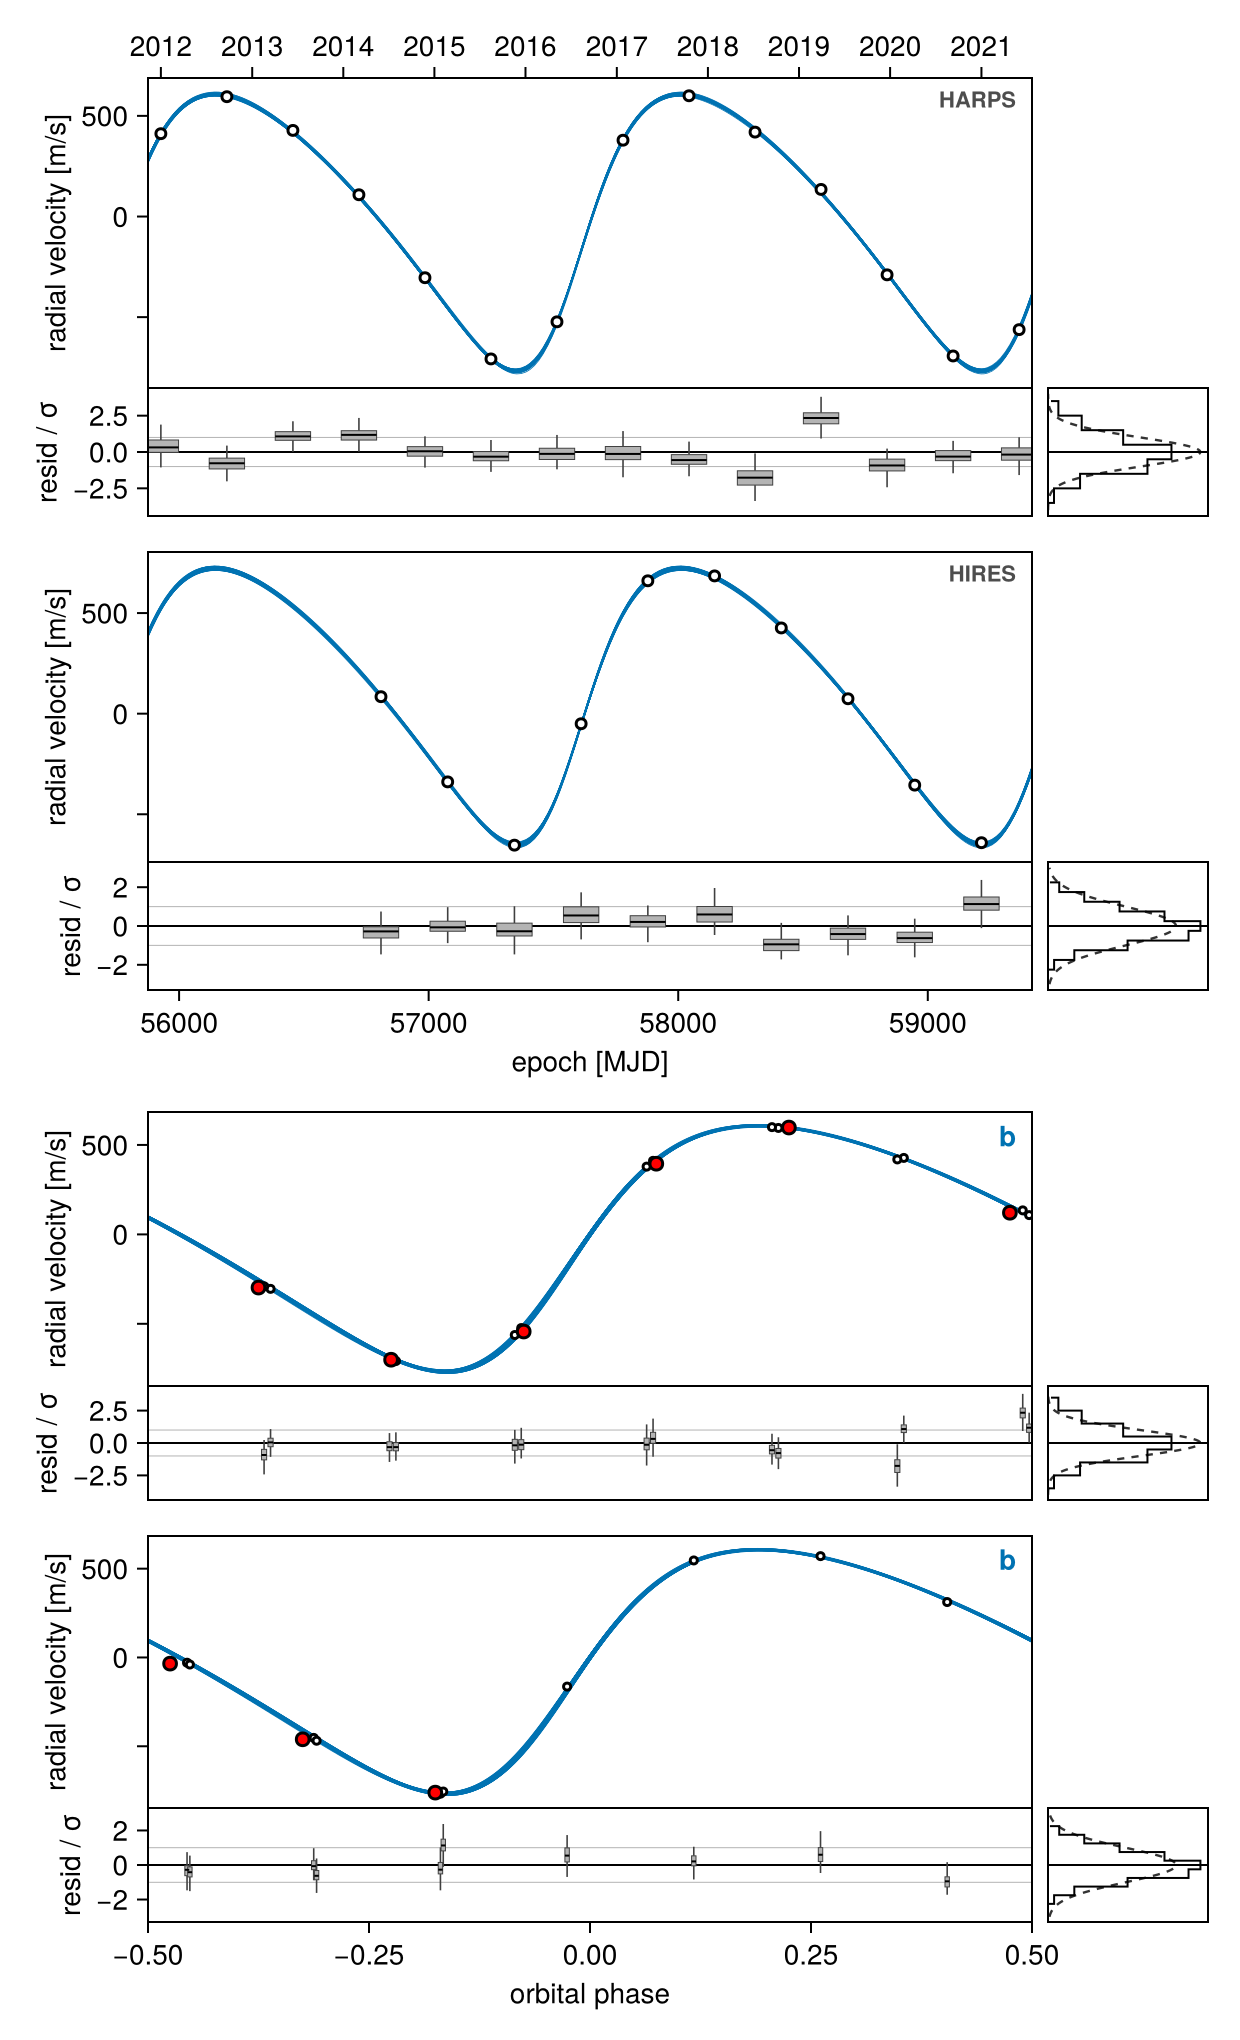 2012 2013 2014 2015 2016 2017 2018 2019 2020 2021
HARPS
500
0
radial velocity [m/s]
2.5
0.0
−2.5
resid / σ
HIRES
500
0
radial velocity [m/s]
2
0
−2
resid / σ
56000 57000 58000 59000
epoch [MJD]
b
500
0
radial velocity [m/s]
2.5
0.0
−2.5
resid / σ
b
500
0
radial velocity [m/s]
2
0
−2
resid / σ
−0.50 −0.25 0.00 0.25 0.50
orbital phase